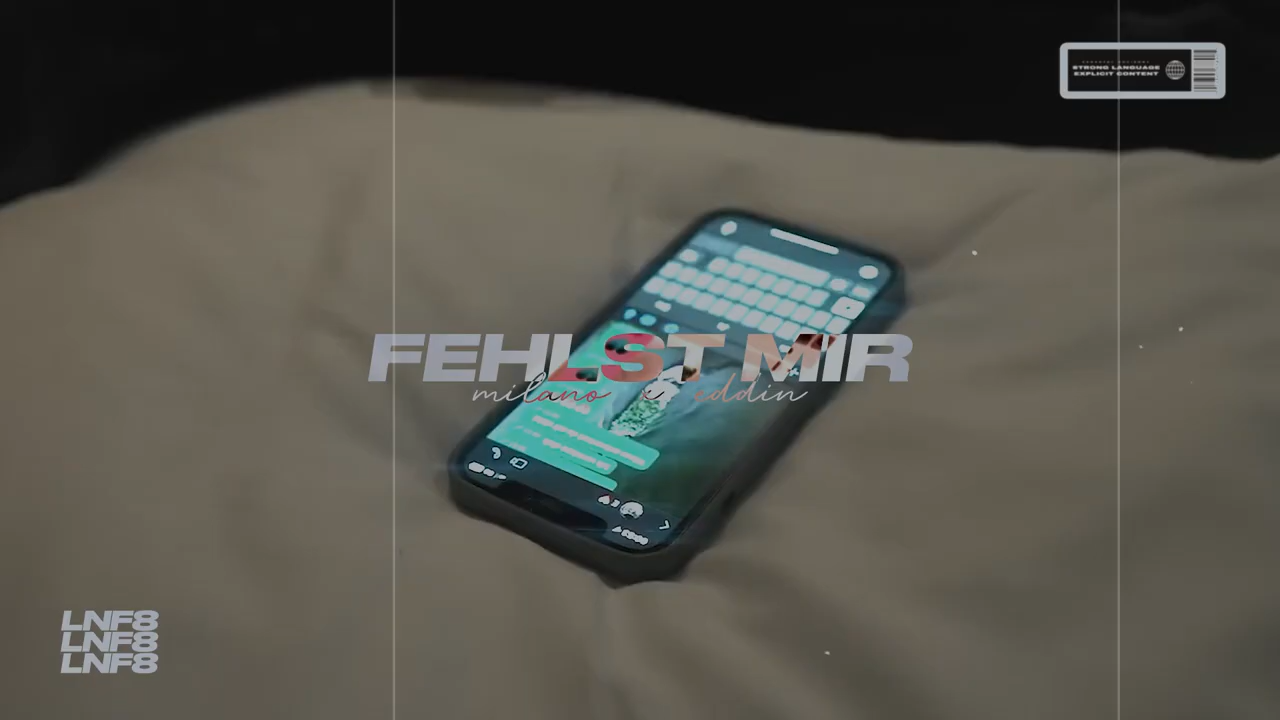 STRONG LANGUAGE
EXPLICIT CONTENT
FEHLST MIR
milano x eddin
LNF8
LNF8
LNF8